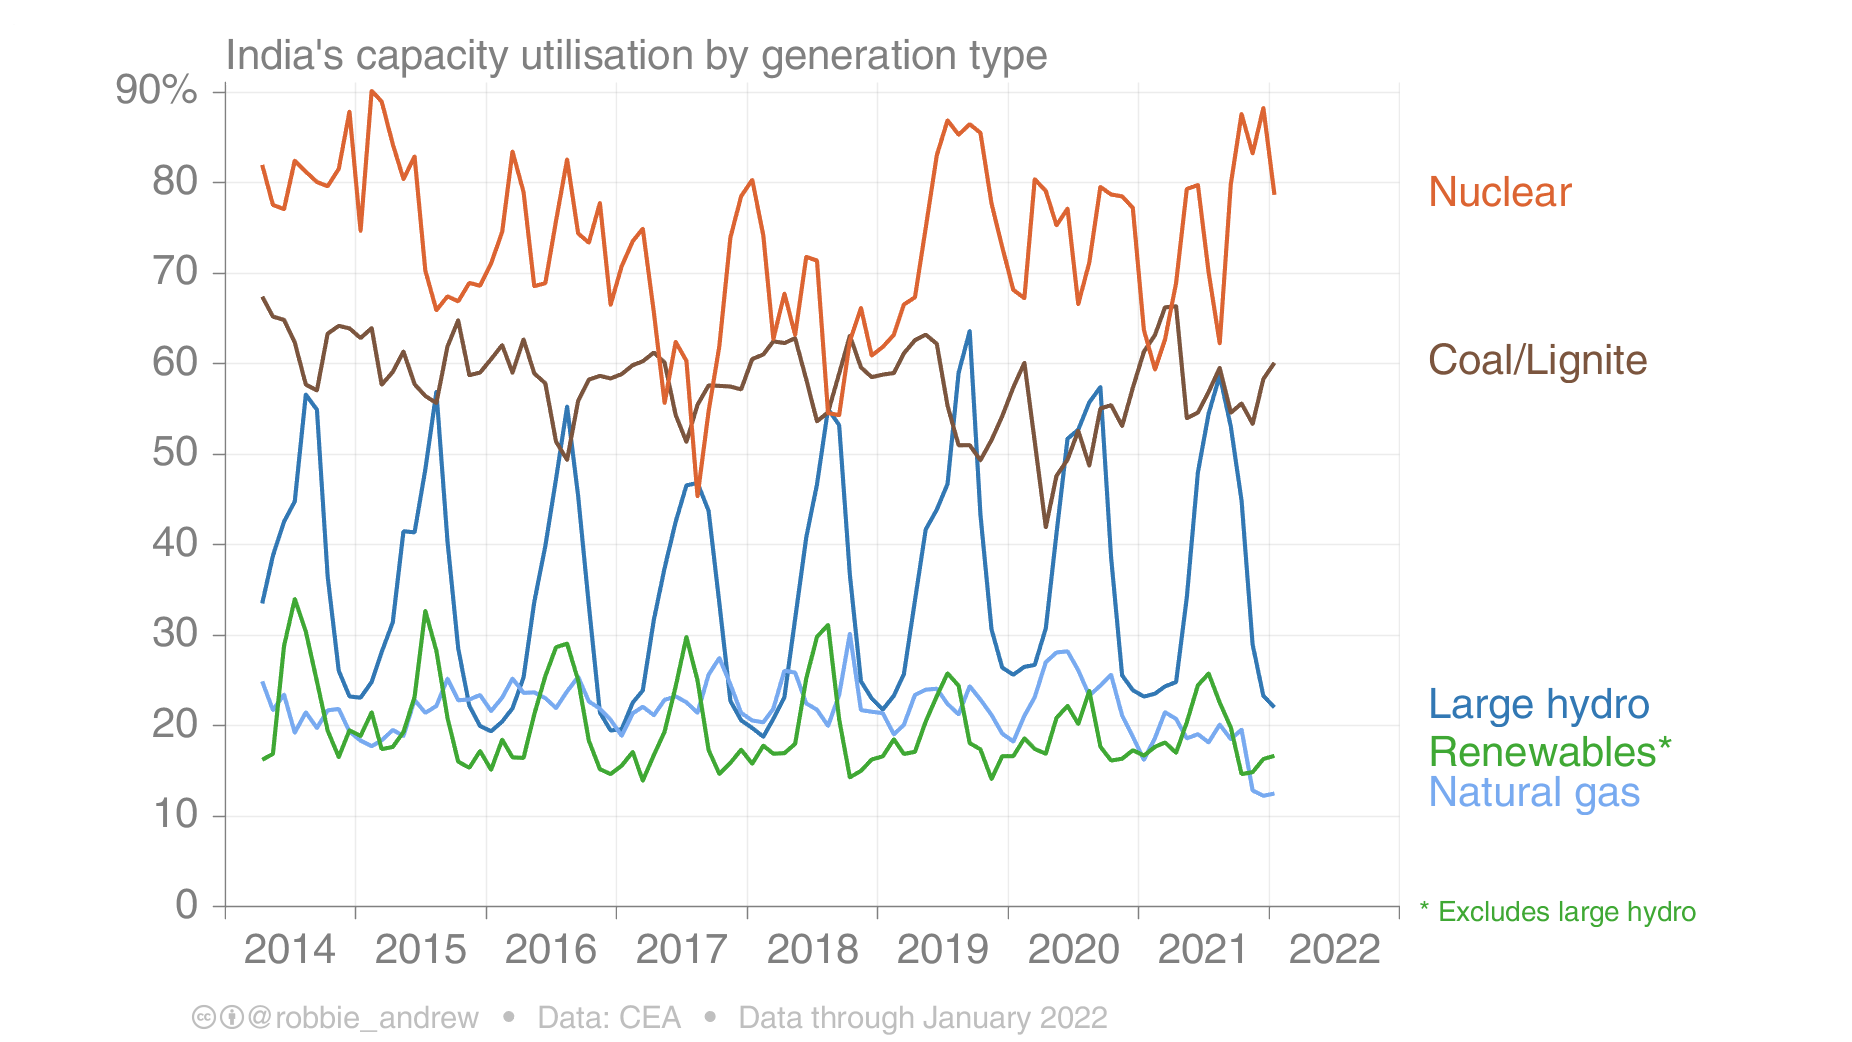 India's capacity utilisation by generation type
90%
80
70
60
50
40
30
20
10
0
Nuclear
Coal/Lignite
Large hydro
Renewables*
Natural gas
* Excludes large hydro
2014 2015 2016 2017 2018 2019 2020 2021 2022
cc @robbie_andrew • Data: CEA • Data through January 2022